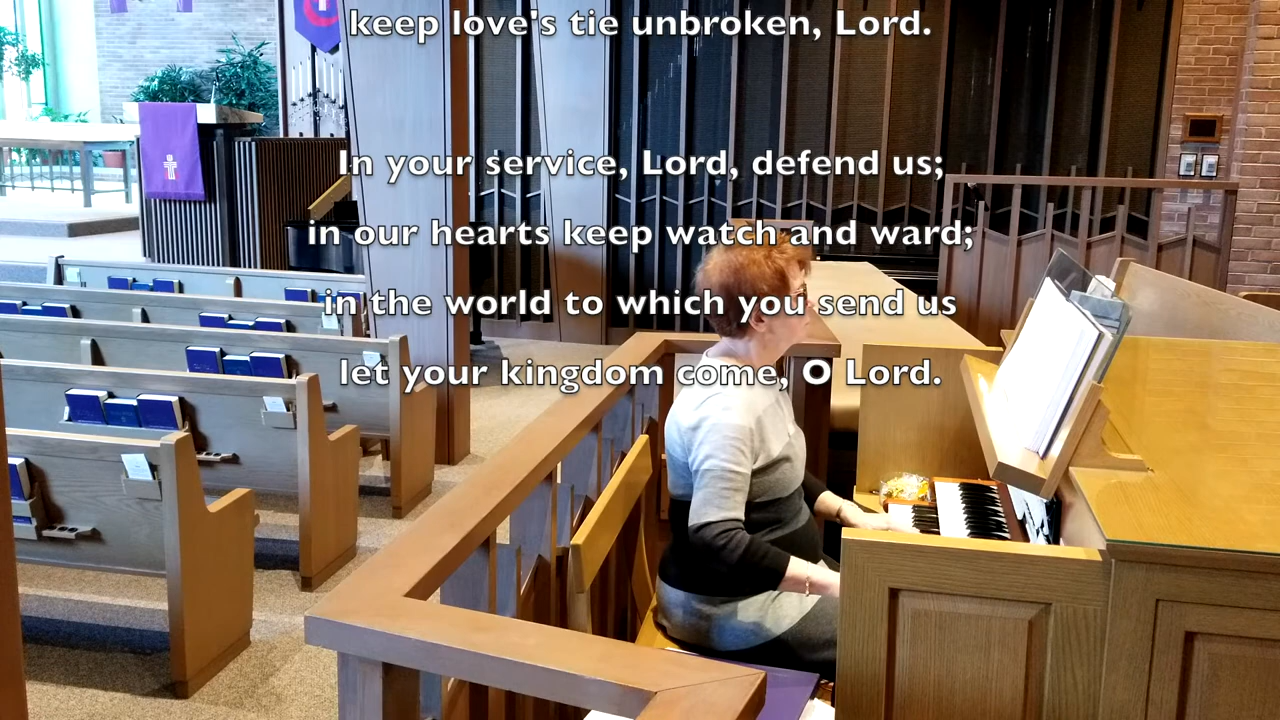 keep love's tie unbroken, Lord.
In your service, Lord, defend us;
in our hearts keep watch and ward;
in the world to which you send us
let your kingdom come, O Lord.